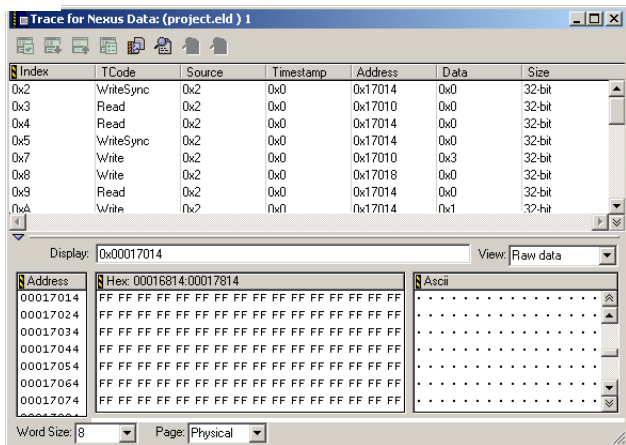 Trace for Nexus Data: (project.eld ) 1
Index TCode Source Timestamp Address Data Size
0x2 WriteSync 0x2 0x0 0x17014 0x0 32-bit
0x3 Read 0x2 0x0 0x17010 0x0 32-bit
0x4 Read 0x2 0x0 0x17014 0x0 32-bit
0x5 WriteSync 0x2 0x0 0x17014 0x0 32-bit
0x7 Write 0x2 0x0 0x17010 0x3 32-bit
0x8 Write 0x2 0x0 0x17018 0x0 32-bit
0x9 Read 0x2 0x0 0x17014 0x0 32-bit
0xA Write 0x2 0x0 0x17014 0x1 32-bit
Display: 0x00017014 View: Raw data
Address Hex: 00016814:00017814 Ascii
00017014 FF FF FF FF FF FF FF FF FF FF FF FF FF FF FF FF . . . . . . . . . . . . . . . .
00017024 FF FF FF FF FF FF FF FF FF FF FF FF FF FF FF FF . . . . . . . . . . . . . . . .
00017034 FF FF FF FF FF FF FF FF FF FF FF FF FF FF FF FF . . . . . . . . . . . . . . . .
00017044 FF FF FF FF FF FF FF FF FF FF FF FF FF FF FF FF . . . . . . . . . . . . . . . .
00017054 FF FF FF FF FF FF FF FF FF FF FF FF FF FF FF FF . . . . . . . . . . . . . . . .
00017064 FF FF FF FF FF FF FF FF FF FF FF FF FF FF FF FF . . . . . . . . . . . . . . . .
00017074 FF FF FF FF FF FF FF FF FF FF FF FF FF FF FF FF . . . . . . . . . . . . . . . .
Word Size: 8 Page: Physical